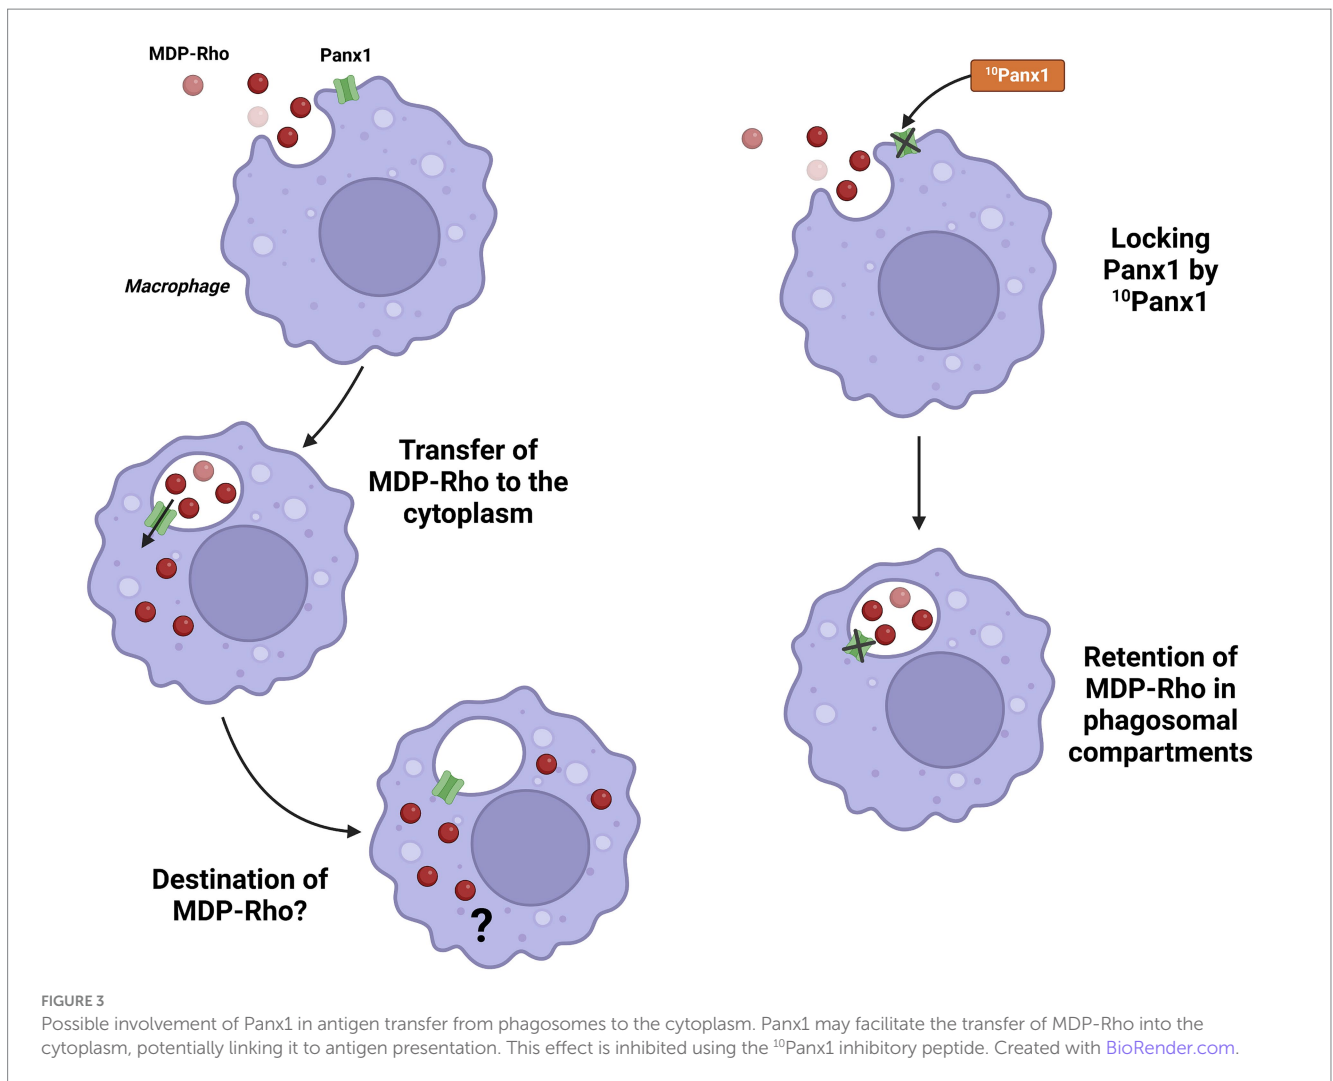 MDP-Rho
Panx1
Macrophage
Transfer of
MDP-Rho to the
cytoplasm
Destination of
MDP-Rho?
?
¹⁰Panx1
Locking
Panx1 by
¹⁰Panx1
Retention of
MDP-Rho in
phagosomal
compartments
FIGURE 3
Possible involvement of Panx1 in antigen transfer from phagosomes to the cytoplasm. Panx1 may facilitate the transfer of MDP-Rho into the
cytoplasm, potentially linking it to antigen presentation. This effect is inhibited using the ¹⁰Panx1 inhibitory peptide. Created with BioRender.com.